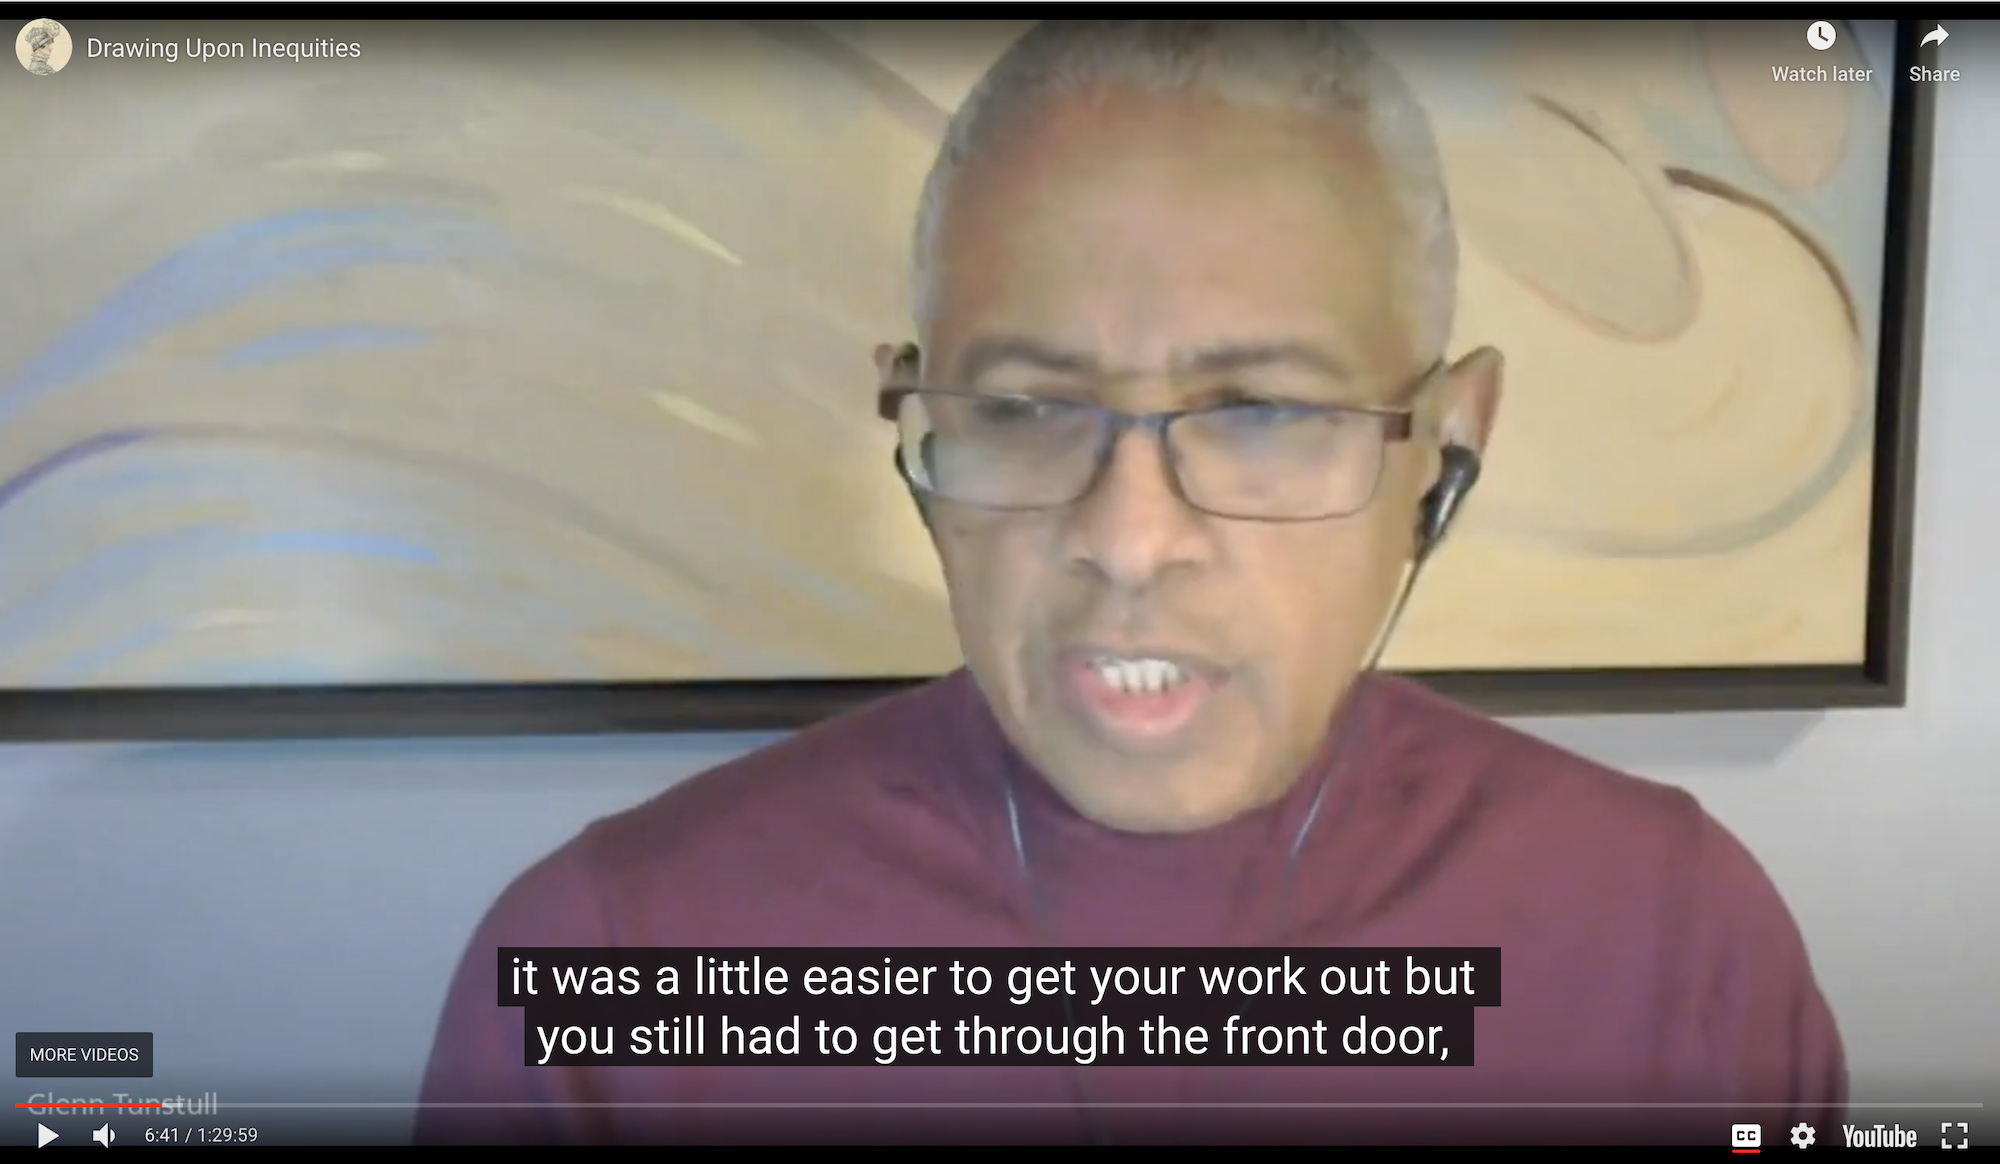 Drawing Upon Inequities
Watch later
Share
it was a little easier to get your work out but
you still had to get through the front door,
MORE VIDEOS
Glenn Tunstull
6:41 / 1:29:59
CC
YouTube